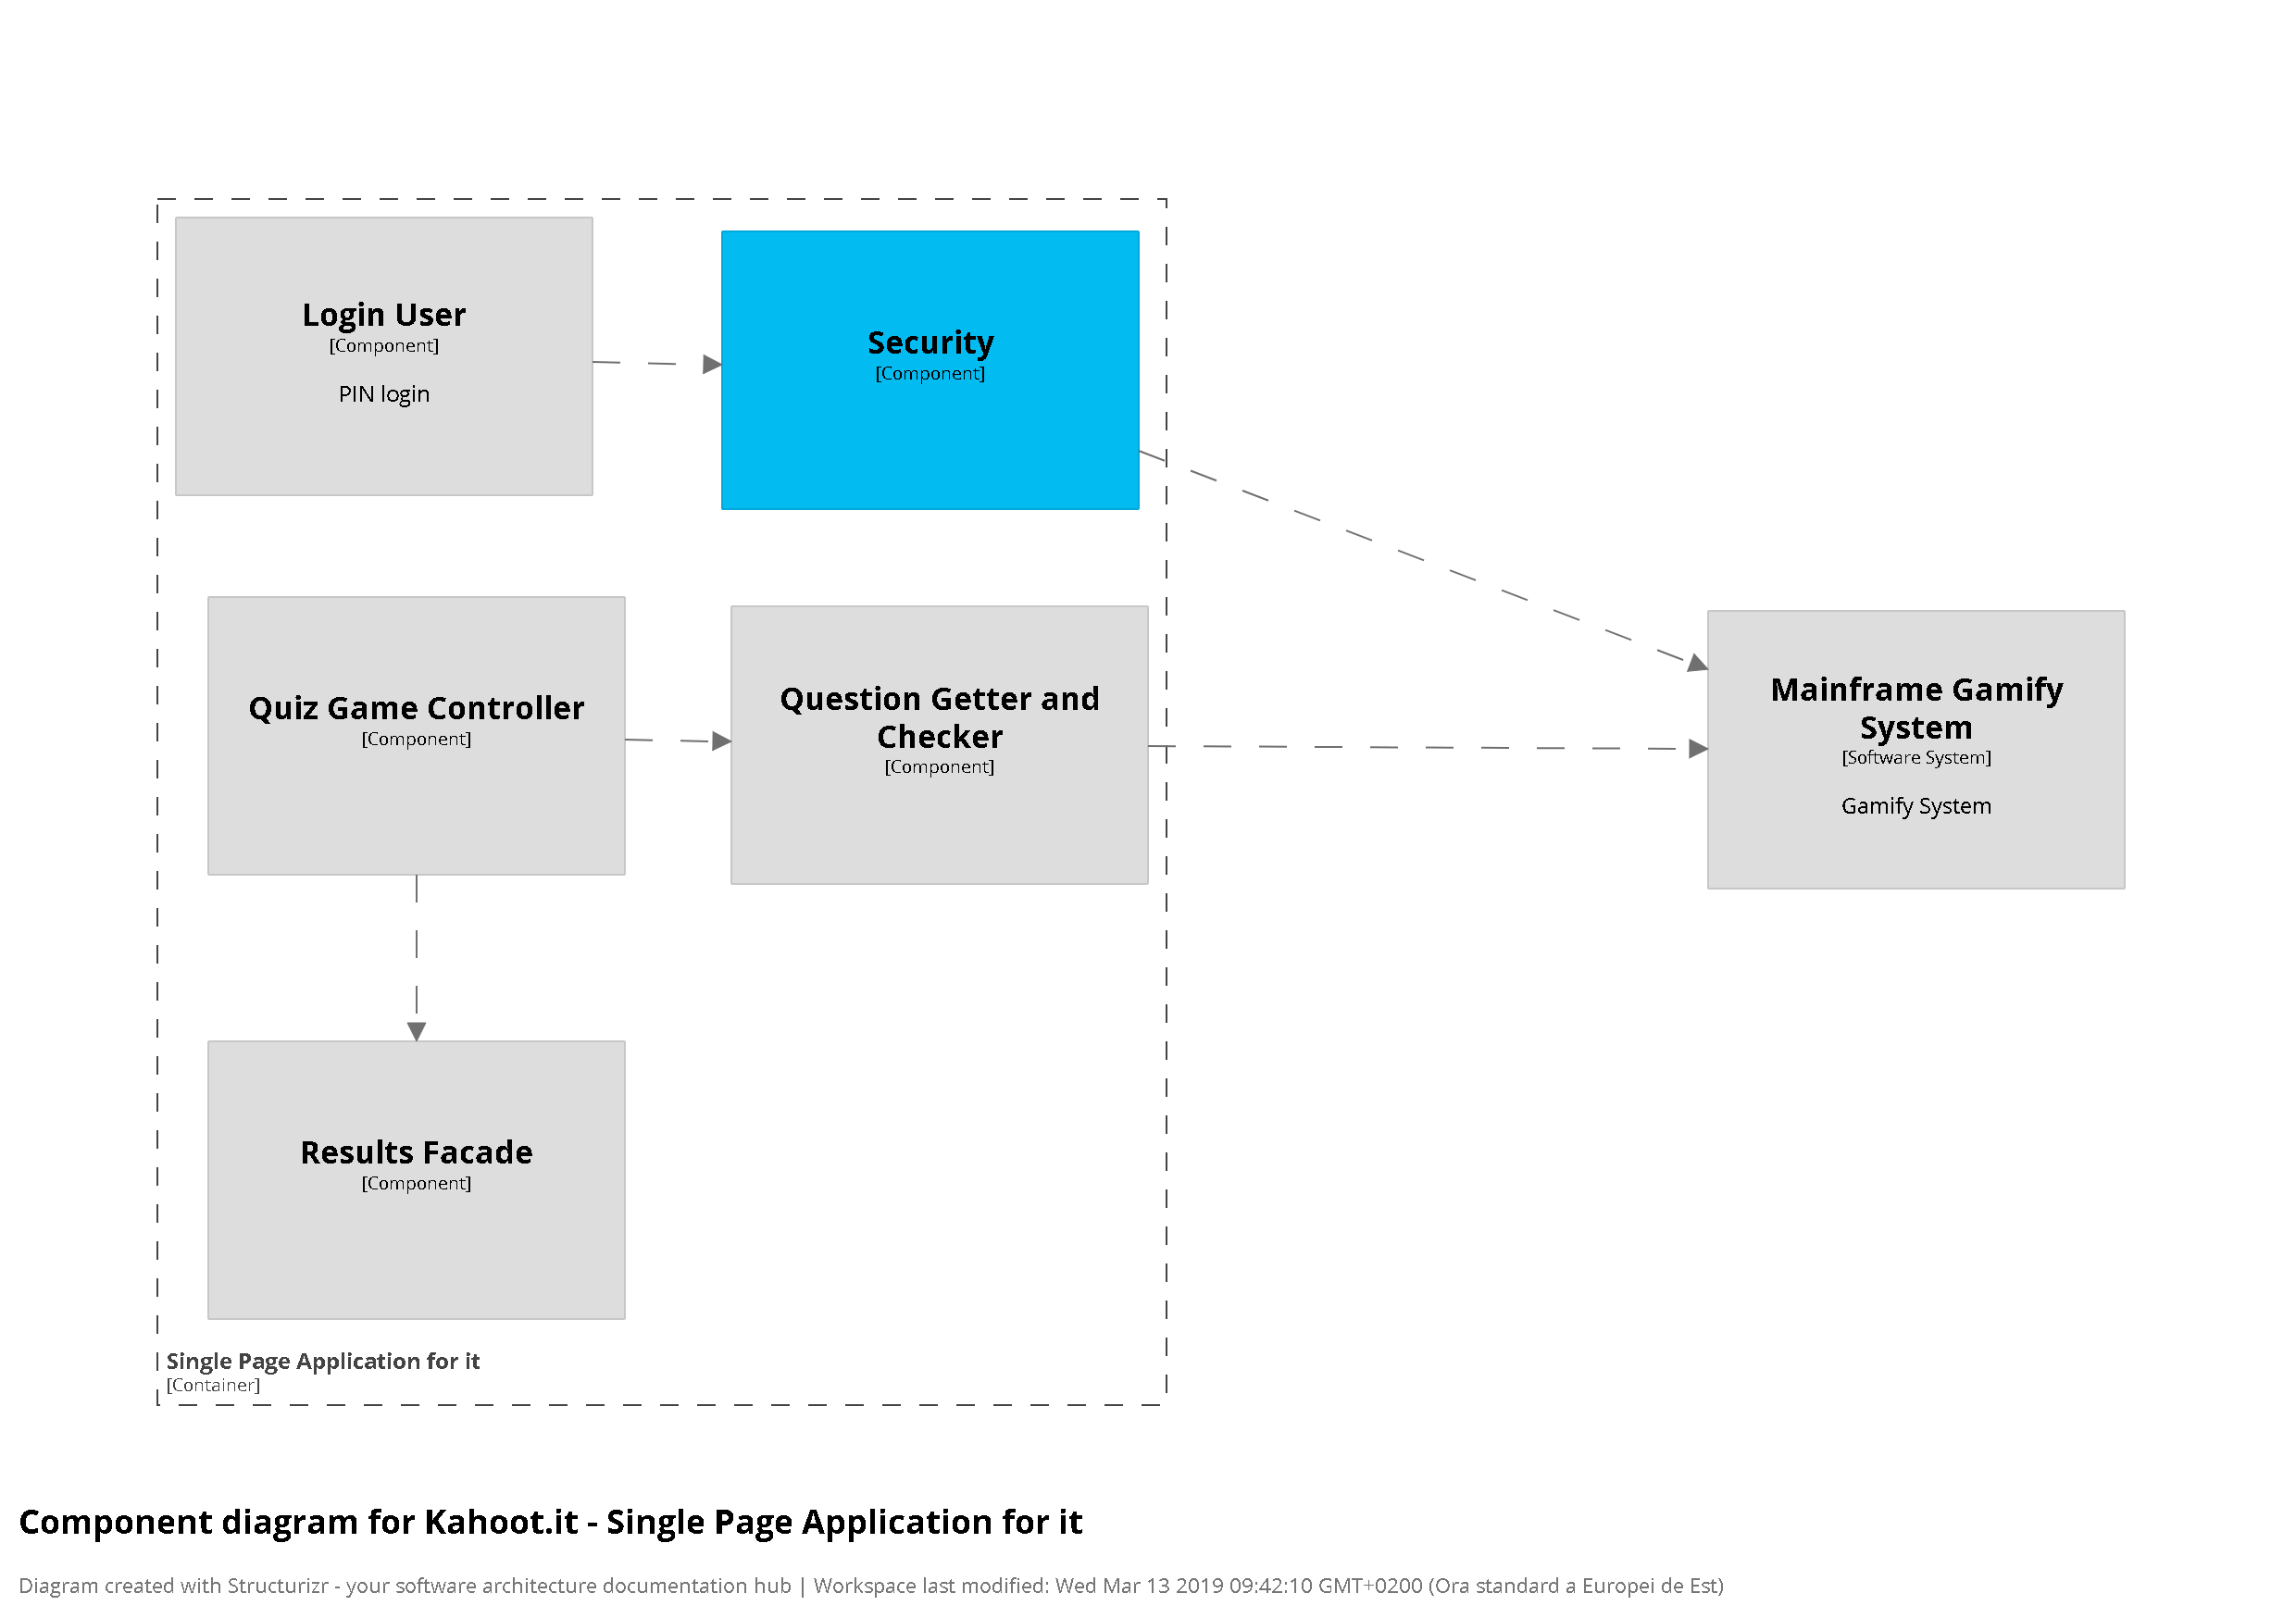 Login User
[Component]
PIN login
Security
[Component]
Quiz Game Controller
[Component]
Question Getter and
Checker
[Component]
Mainframe Gamify
System
[Software System]
Gamify System
Results Facade
[Component]
Single Page Application for it
[Container]
Component diagram for Kahoot.it - Single Page Application for it
Diagram created with Structurizr - your software architecture documentation hub | Workspace last modified: Wed Mar 13 2019 09:42:10 GMT+0200 (Ora standard a Europei de Est)